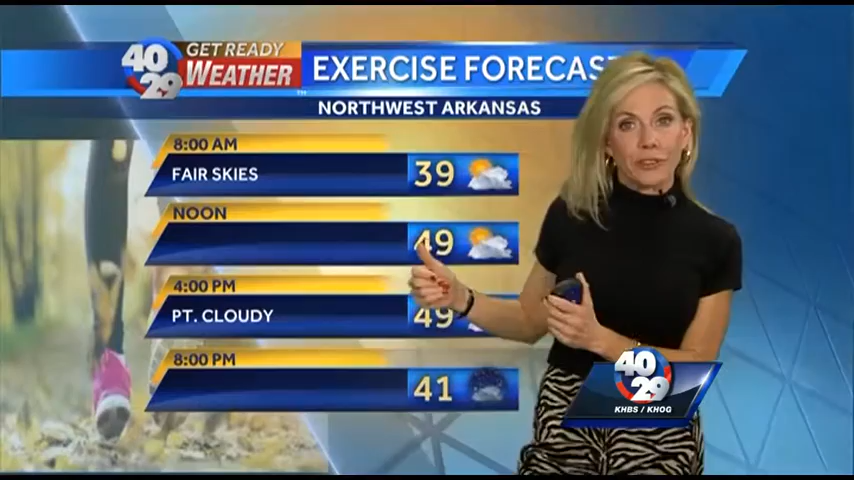 40
29
GET READY
WEATHER
EXERCISE FORECAST
NORTHWEST ARKANSAS
8:00 AM
FAIR SKIES
39
NOON
49
4:00 PM
PT. CLOUDY
49
8:00 PM
41
40
29
KHBS / KHOG